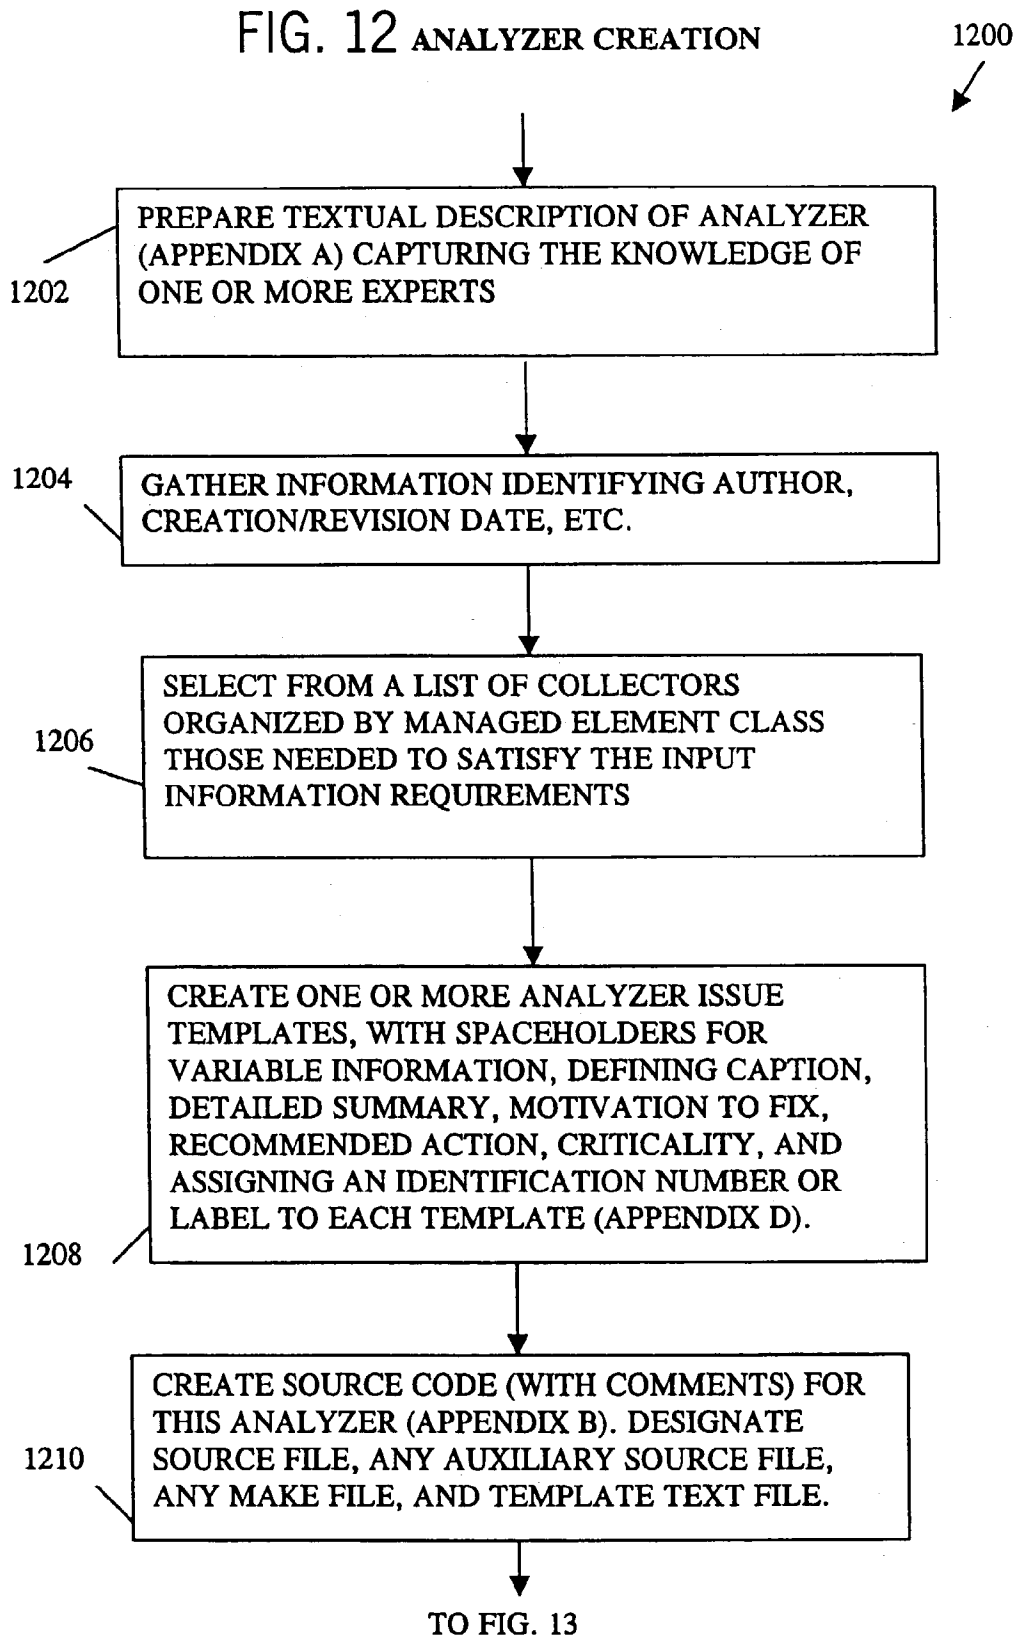 FIG. 12 ANALYZER CREATION
1200
PREPARE TEXTUAL DESCRIPTION OF ANALYZER
(APPENDIX A) CAPTURING THE KNOWLEDGE OF
ONE OR MORE EXPERTS
1202
1204
GATHER INFORMATION IDENTIFYING AUTHOR,
CREATION/REVISION DATE, ETC.
SELECT FROM A LIST OF COLLECTORS
ORGANIZED BY MANAGED ELEMENT CLASS
THOSE NEEDED TO SATISFY THE INPUT
INFORMATION REQUIREMENTS
1206
CREATE ONE OR MORE ANALYZER ISSUE
TEMPLATES, WITH SPACEHOLDERS FOR
VARIABLE INFORMATION, DEFINING CAPTION,
DETAILED SUMMARY, MOTIVATION TO FIX,
RECOMMENDED ACTION, CRITICALITY, AND
ASSIGNING AN IDENTIFICATION NUMBER OR
LABEL TO EACH TEMPLATE (APPENDIX D).
1208
CREATE SOURCE CODE (WITH COMMENTS) FOR
THIS ANALYZER (APPENDIX B). DESIGNATE
SOURCE FILE, ANY AUXILIARY SOURCE FILE,
ANY MAKE FILE, AND TEMPLATE TEXT FILE.
1210
TO FIG. 13